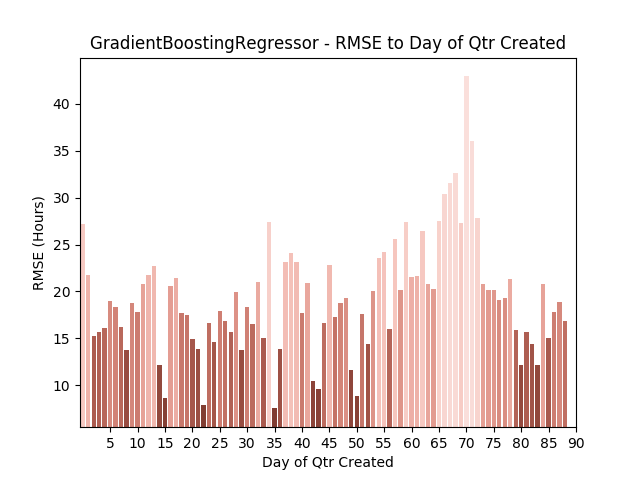 GradientBoostingRegressor - RMSE to Day of Qtr Created
RMSE (Hours)
40
35
30
25
20
15
10
5 10 15 20 25 30 35 40 45 50 55 60 65 70 75 80 85 90
Day of Qtr Created